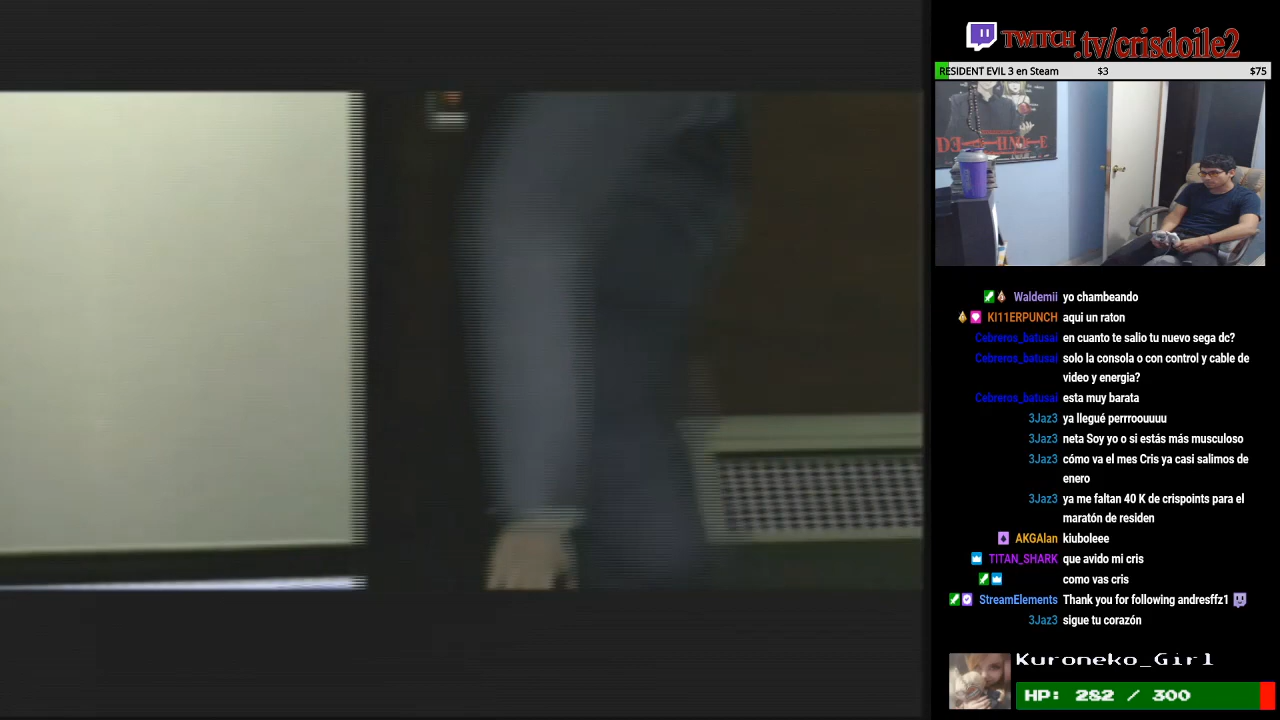 TWITCH.tv/crisdoile2
RESIDENT EVIL 3 en Steam $3 $75
Waldemii yo chambeando
KI11ERPUNCH aqui un raton
Cebreros_batusai en cuanto te salio tu nuevo sega dc?
Cebreros_batusai solo la consola o con control y cable de
video y energia?
Cebreros_batusai esta muy barata
3Jaz3 ya llegué perrroouuuu
3Jaz3 neta Soy yo o si estás más musculoso
3Jaz3 cómo va el mes Cris ya casi salimos de
enero
3Jaz3 ya me faltan 40 K de crispoints para el
maratón de residen
AKGAlan kiuboleee
TITAN_SHARK que avido mi cris
como vas cris
StreamElements Thank you for following andresffz1
3Jaz3 sigue tu corazón
Kuroneko_Girl
HP: 282 / 300